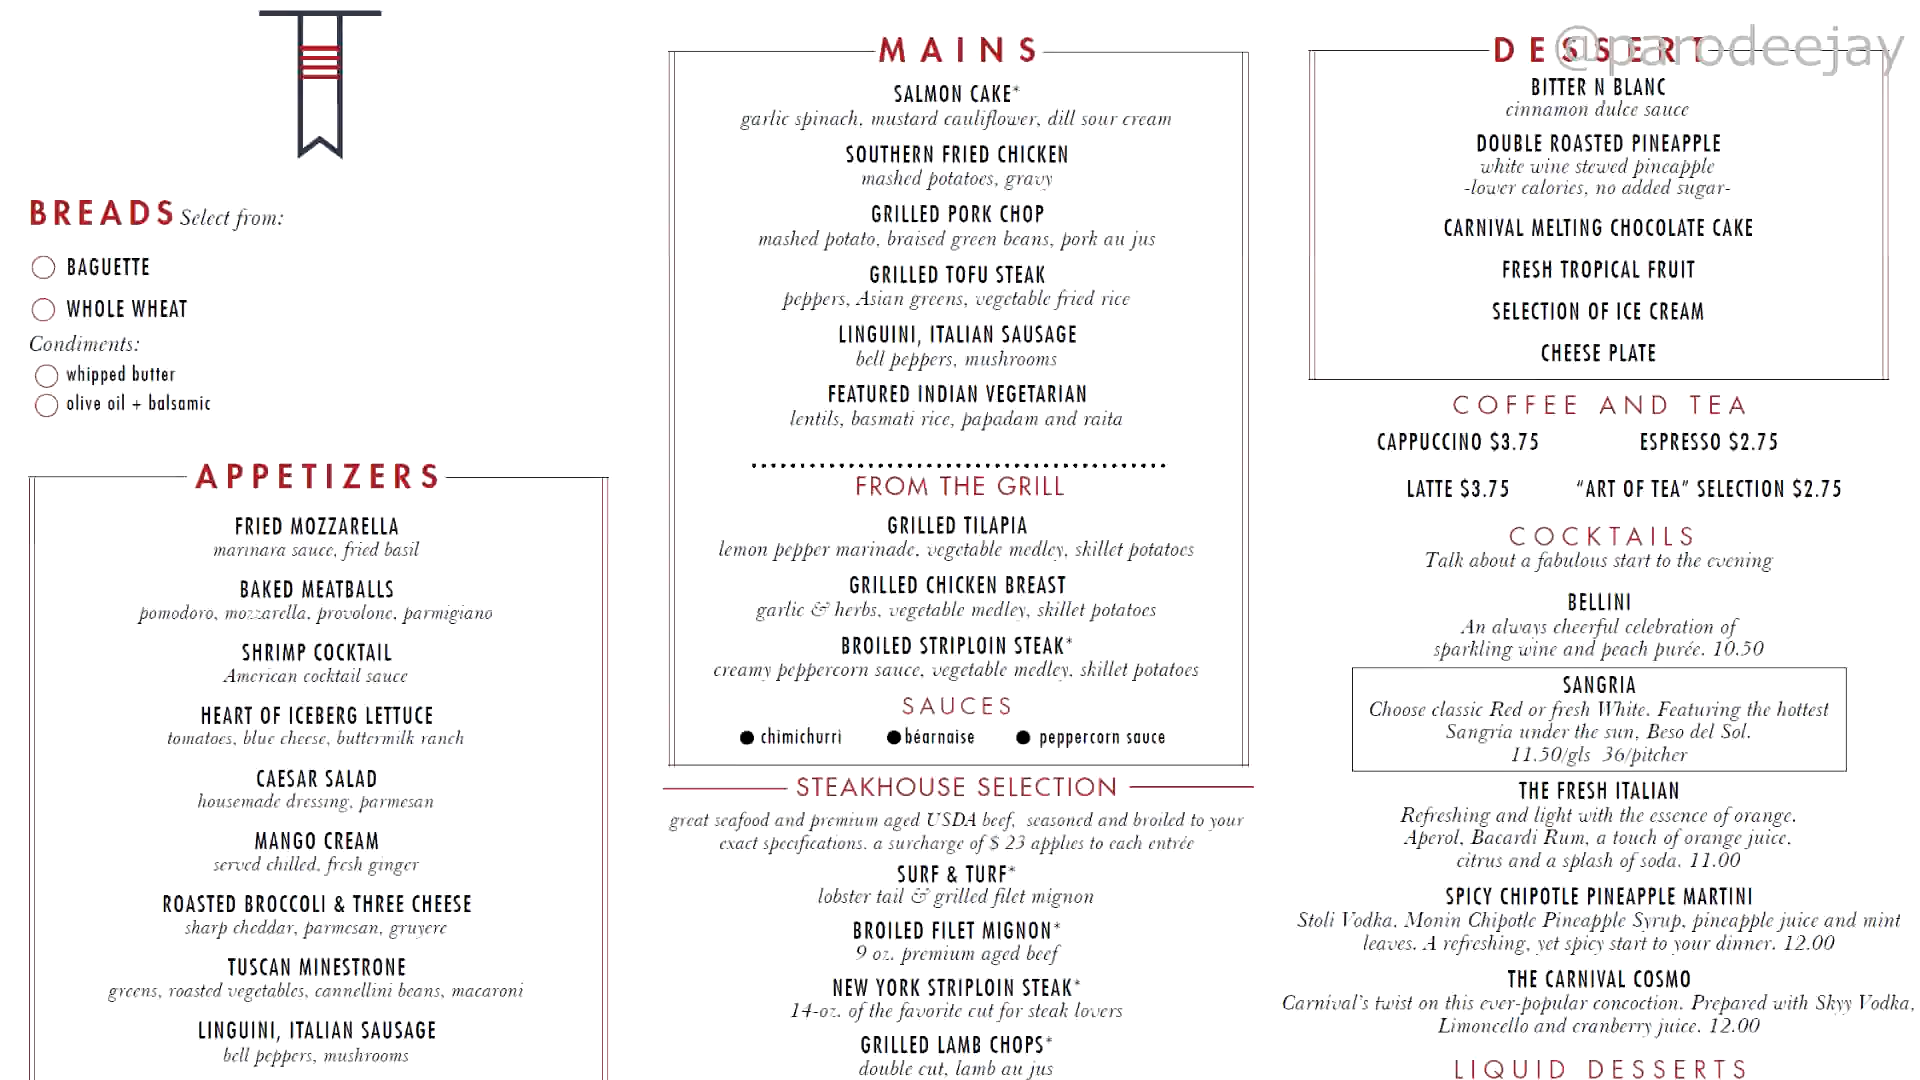 BREADS Select from:
BAGUETTE
WHOLE WHEAT
Condiments:
whipped butter
olive oil + balsamic
APPETIZERS
FRIED MOZZARELLA
marinara sauce, fried basil
BAKED MEATBALLS
pomodoro, mozzarella, provolone, parmigiano
SHRIMP COCKTAIL
American cocktail sauce
HEART OF ICEBERG LETTUCE
tomatoes, blue cheese, buttermilk ranch
CAESAR SALAD
housemade dressing, parmesan
MANGO CREAM
served chilled, fresh ginger
ROASTED BROCCOLI & THREE CHEESE
sharp cheddar, parmesan, gruyere
TUSCAN MINESTRONE
greens, roasted vegetables, cannellini beans, macaroni
LINGUINI, ITALIAN SAUSAGE
bell peppers, mushrooms
MAINS
SALMON CAKE*
garlic spinach, mustard cauliflower, dill sour cream
SOUTHERN FRIED CHICKEN
mashed potatoes, gravy
GRILLED PORK CHOP
mashed potato, braised green beans, pork au jus
GRILLED TOFU STEAK
peppers, Asian greens, vegetable fried rice
LINGUINI, ITALIAN SAUSAGE
bell peppers, mushrooms
FEATURED INDIAN VEGETARIAN
lentils, basmati rice, papadam and raita
FROM THE GRILL
GRILLED TILAPIA
lemon pepper marinade, vegetable medley, skillet potatoes
GRILLED CHICKEN BREAST
garlic & herbs, vegetable medley, skillet potatoes
BROILED STRIPLOIN STEAK*
creamy peppercorn sauce, vegetable medley, skillet potatoes
SAUCES
● chimichurri ● béarnaise ● peppercorn sauce
STEAKHOUSE SELECTION
great seafood and premium aged USDA beef, seasoned and broiled to your
exact specifications. a surcharge of $ 23 applies to each entrée
SURF & TURF*
lobster tail & grilled filet mignon
BROILED FILET MIGNON*
9 oz. premium aged beef
NEW YORK STRIPLOIN STEAK*
14-oz. of the favorite cut for steak lovers
GRILLED LAMB CHOPS*
double cut, lamb au jus
DESSERT
@parodeejay
BITTER N BLANC
cinnamon dulce sauce
DOUBLE ROASTED PINEAPPLE
white wine stewed pineapple
-lower calories, no added sugar-
CARNIVAL MELTING CHOCOLATE CAKE
FRESH TROPICAL FRUIT
SELECTION OF ICE CREAM
CHEESE PLATE
COFFEE AND TEA
CAPPUCCINO $3.75 ESPRESSO $2.75
LATTE $3.75 “ART OF TEA” SELECTION $2.75
COCKTAILS
Talk about a fabulous start to the evening
BELLINI
An always cheerful celebration of
sparkling wine and peach purée. 10.50
SANGRIA
Choose classic Red or fresh White. Featuring the hottest
Sangria under the sun, Beso del Sol.
11.50/gls 36/pitcher
THE FRESH ITALIAN
Refreshing and light with the essence of orange.
Aperol, Bacardi Rum, a touch of orange juice,
citrus and a splash of soda. 11.00
SPICY CHIPOTLE PINEAPPLE MARTINI
Stoli Vodka, Monin Chipotle Pineapple Syrup, pineapple juice and mint
leaves. A refreshing, yet spicy start to your dinner. 12.00
THE CARNIVAL COSMO
Carnival's twist on this ever-popular concoction. Prepared with Skyy Vodka,
Limoncello and cranberry juice. 12.00
LIQUID DESSERTS